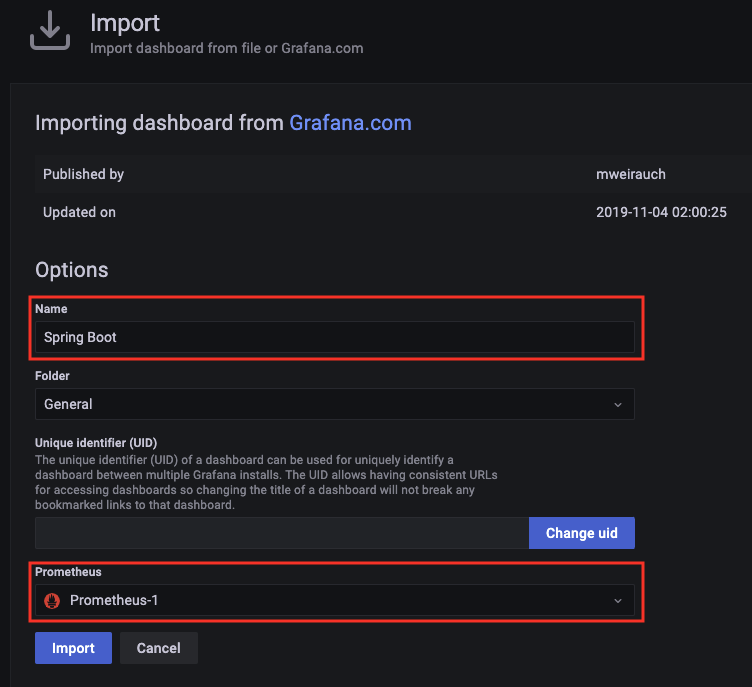 Import
Import dashboard from file or Grafana.com
Importing dashboard from Grafana.com
Published by mweirauch
Updated on 2019-11-04 02:00:25
Options
Name
Spring Boot
Folder
General
Unique identifier (UID)
The unique identifier (UID) of a dashboard can be used for uniquely identify a
dashboard between multiple Grafana installs. The UID allows having consistent URLs
for accessing dashboards so changing the title of a dashboard will not break any
bookmarked links to that dashboard.
Change uid
Prometheus
Prometheus-1
Import Cancel